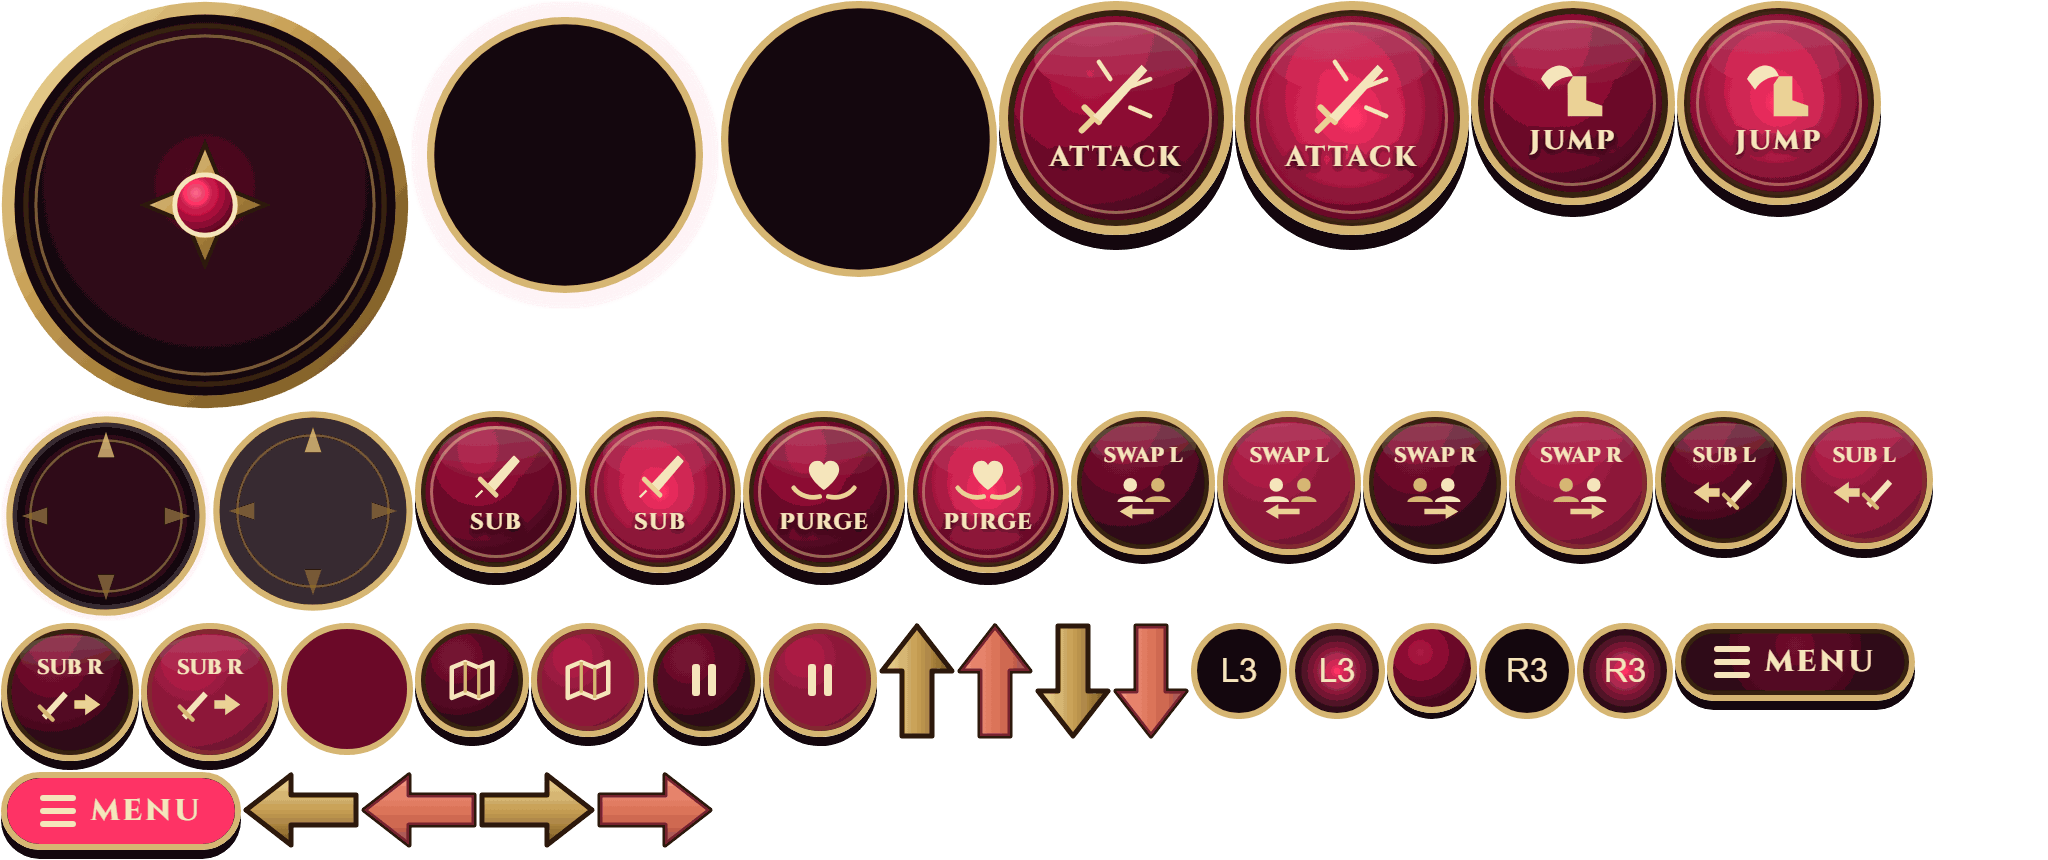 ATTACK
ATTACK
JUMP
JUMP
SUB
SUB
PURGE
PURGE
SWAP L
SWAP L
SWAP R
SWAP R
SUB L
SUB L
SUB R
SUB R
L3
L3
R3
R3
MENU
MENU